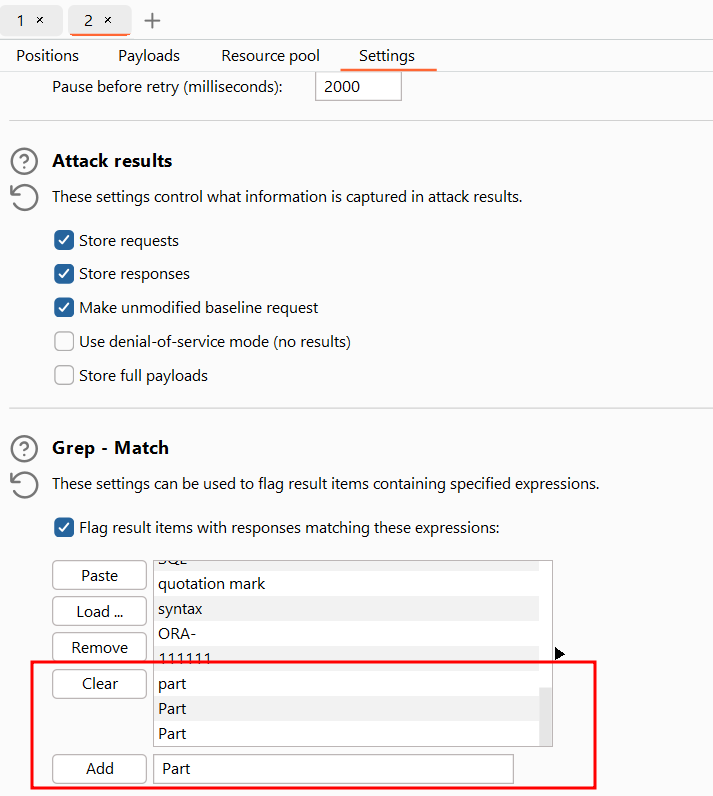 1 × 2 × +
Positions Payloads Resource pool Settings
Pause before retry (milliseconds): 2000
Attack results
These settings control what information is captured in attack results.
Store requests
Store responses
Make unmodified baseline request
Use denial-of-service mode (no results)
Store full payloads
Grep - Match
These settings can be used to flag result items containing specified expressions.
Flag result items with responses matching these expressions:
SQL
Paste quotation mark
Load ... syntax
ORA-
Remove 111111
Clear part
Part
Part
Add Part